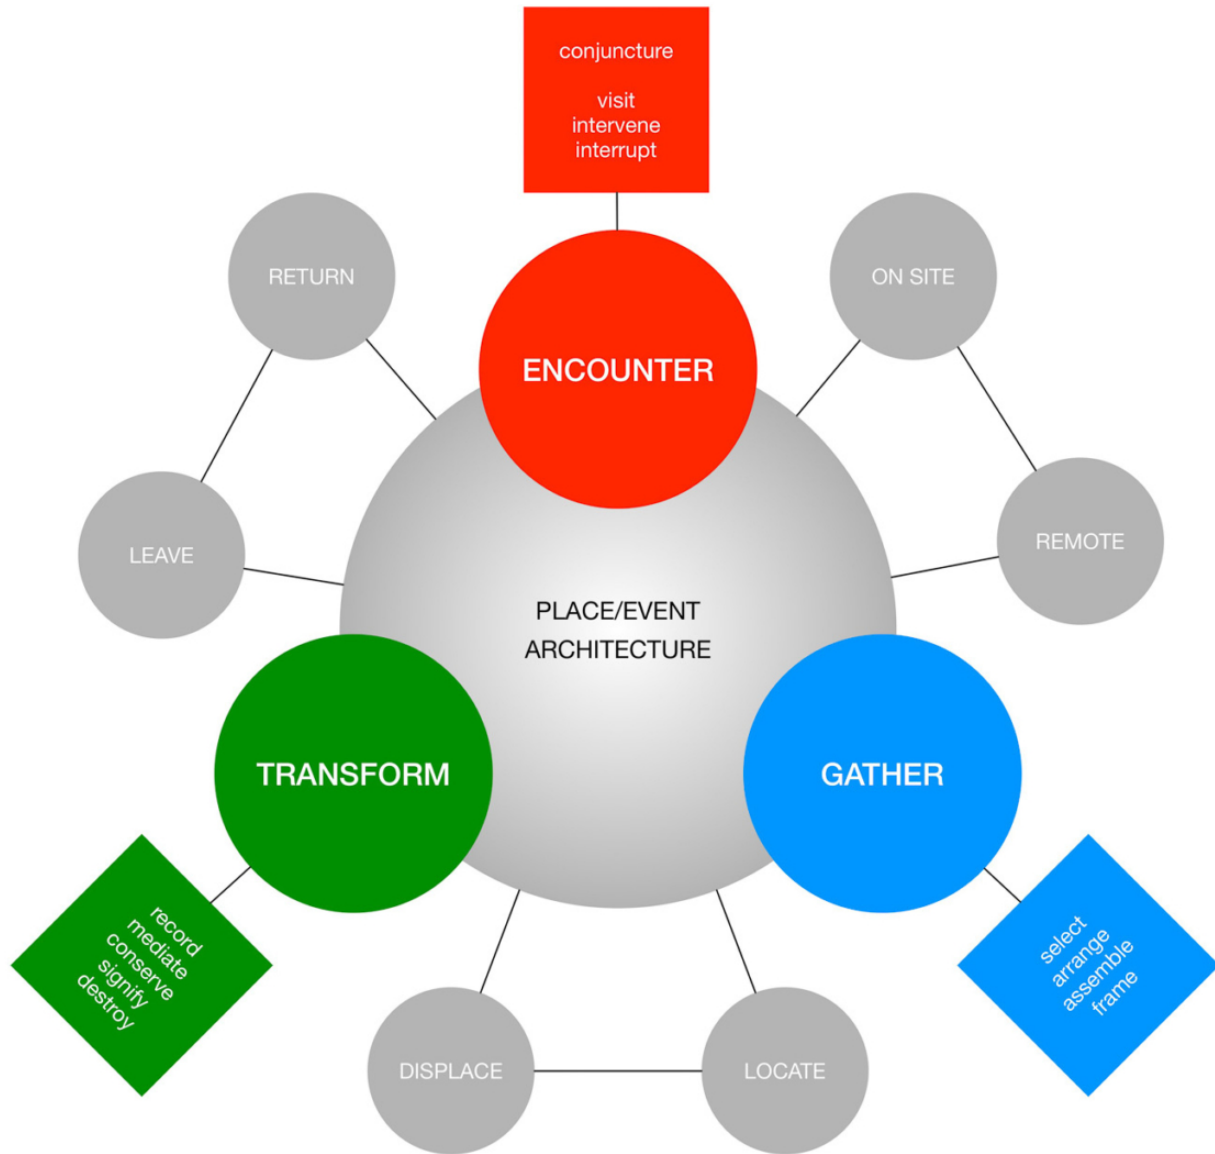 conjuncture
visit
intervene
interrupt
RETURN
ON SITE
ENCOUNTER
LEAVE
REMOTE
PLACE/EVENT
ARCHITECTURE
TRANSFORM
GATHER
record
mediate
conserve
signify
destroy
select
arrange
assemble
frame
DISPLACE
LOCATE